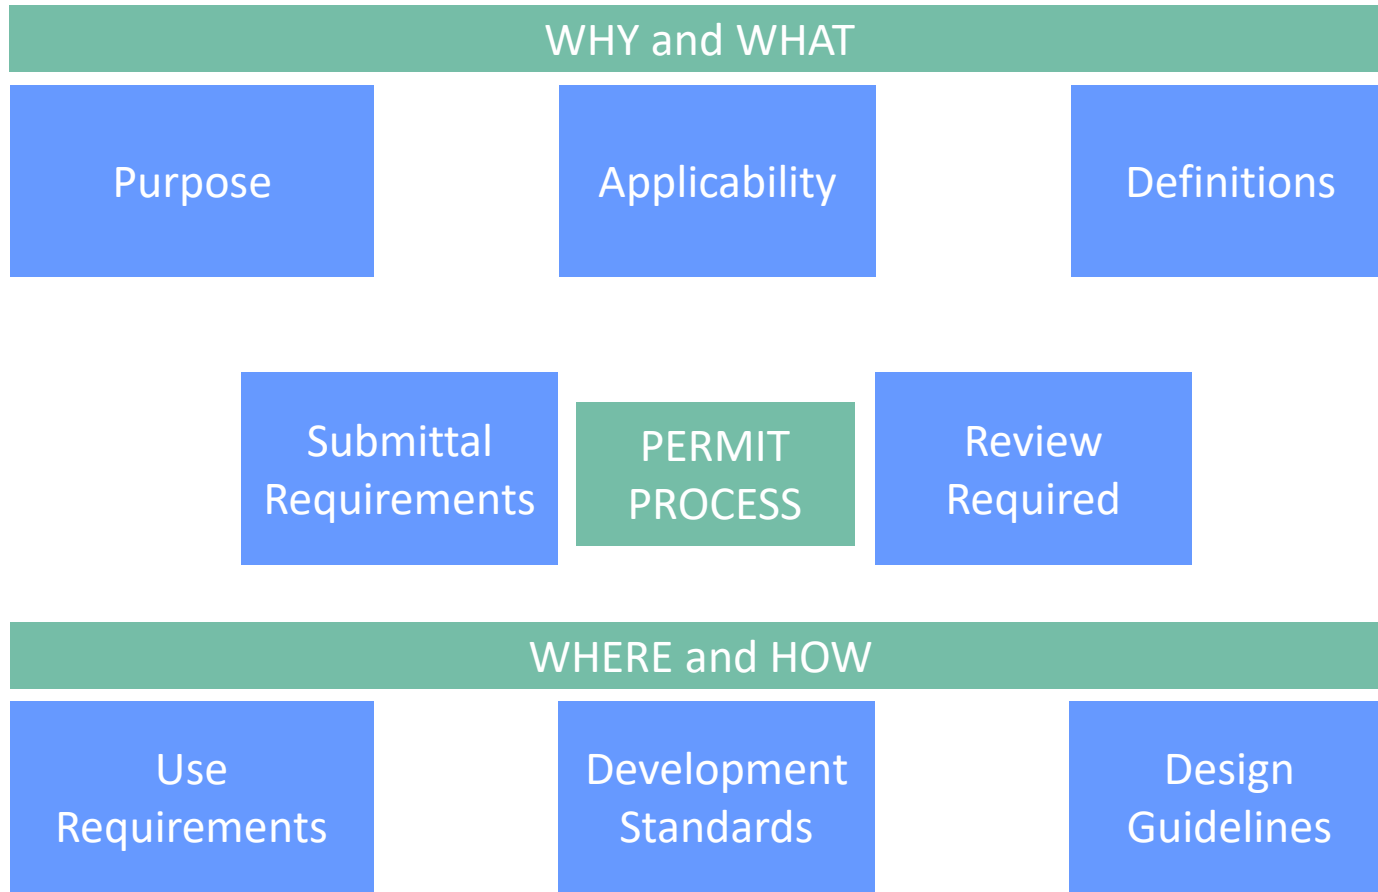 WHY and WHAT
Purpose
Applicability
Definitions
Submittal
Requirements
PERMIT
PROCESS
Review
Required
WHERE and HOW
Use
Requirements
Development
Standards
Design
Guidelines